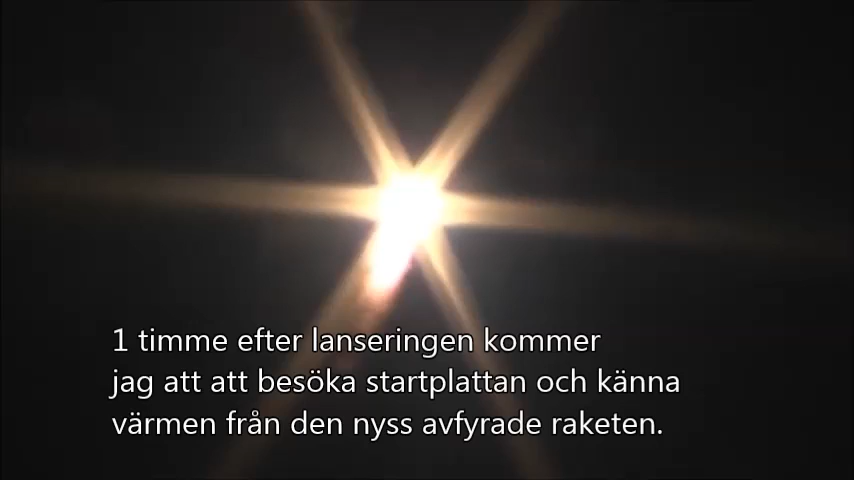 1 timme efter lanseringen kommer
jag att att besöka startplattan och känna
värmen från den nyss avfyrade raketen.